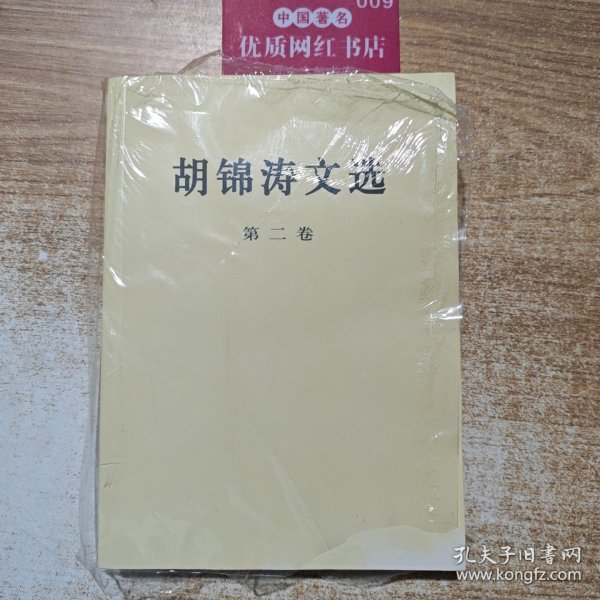 009
中国著名
优质网红书店
胡锦涛文选
第二卷
孔夫子旧书网
www.kongfz.com